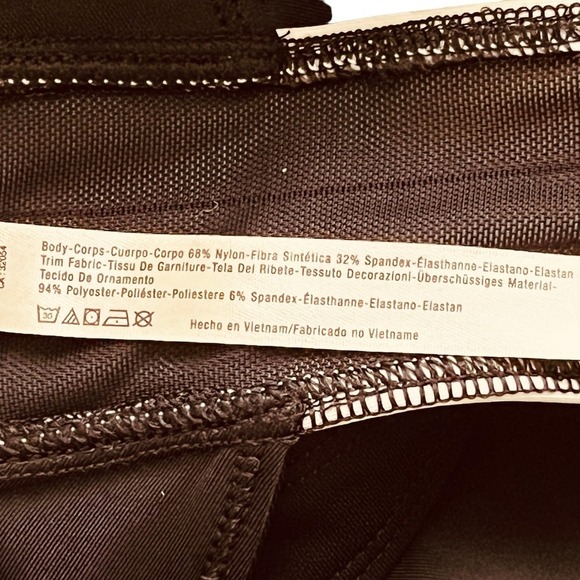 Body-Corps-Cuerpo-Corpo 68% Nylon-Fibra Sintética 32% Spandex-Élasthanne-Elastano-Elastan
Trim Fabric-Tissu De Garniture-Tela Del Ribete-Tessuto Decorazioni-Überschüssiges Material-
Tecido De Ornamento
94% Polyester-Poliéster-Poliestere 6% Spandex-Élasthanne-Elastano-Elastan
30
Hecho en Vietnam/Fabricado no Vietname